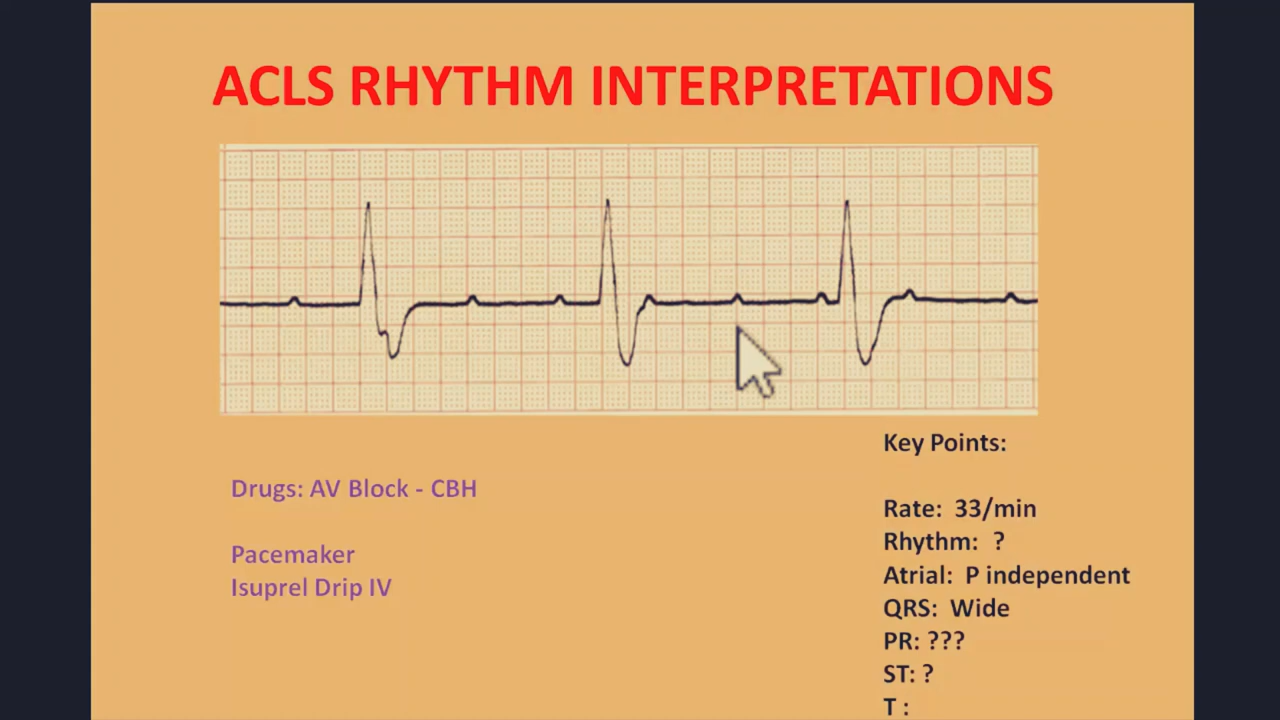 ACLS RHYTHM INTERPRETATIONS
Drugs: AV Block - CBH
Pacemaker
Isuprel Drip IV
Key Points:
Rate: 33/min
Rhythm: ?
Atrial: P independent
QRS: Wide
PR: ???
ST: ?
T :